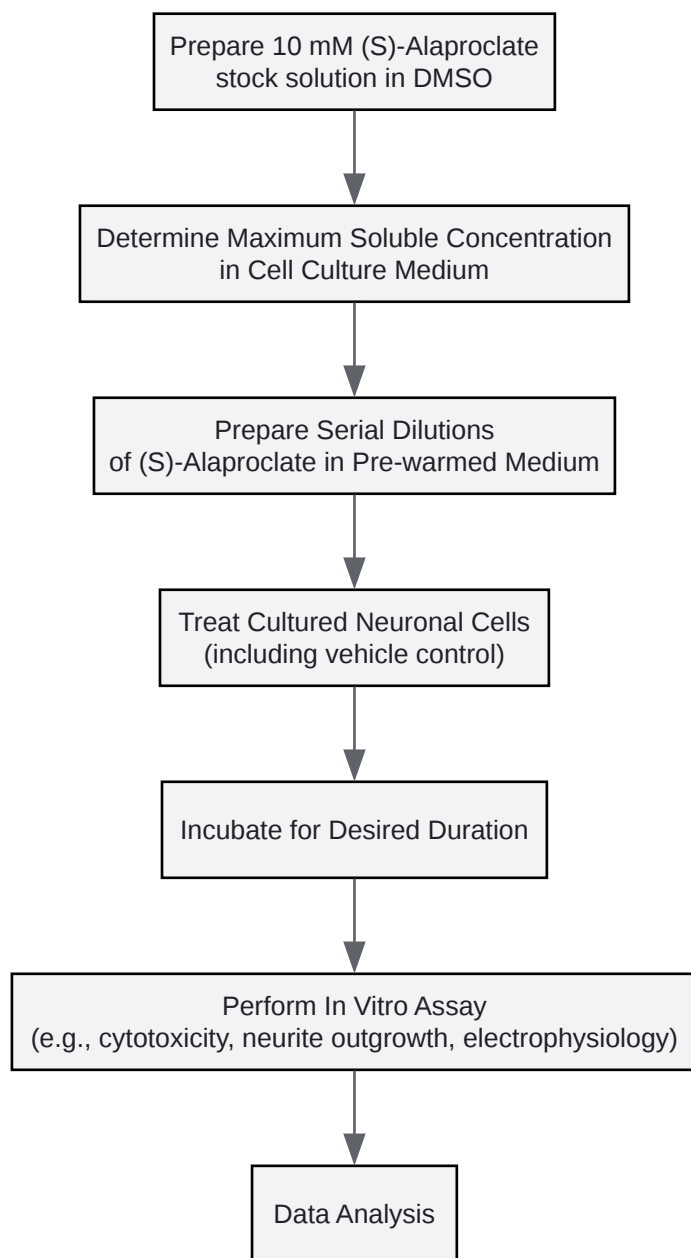 Prepare 10 mM (S)-Alaproclate
stock solution in DMSO
Determine Maximum Soluble Concentration
in Cell Culture Medium
Prepare Serial Dilutions
of (S)-Alaproclate in Pre-warmed Medium
Treat Cultured Neuronal Cells
(including vehicle control)
Incubate for Desired Duration
Perform In Vitro Assay
(e.g., cytotoxicity, neurite outgrowth, electrophysiology)
Data Analysis